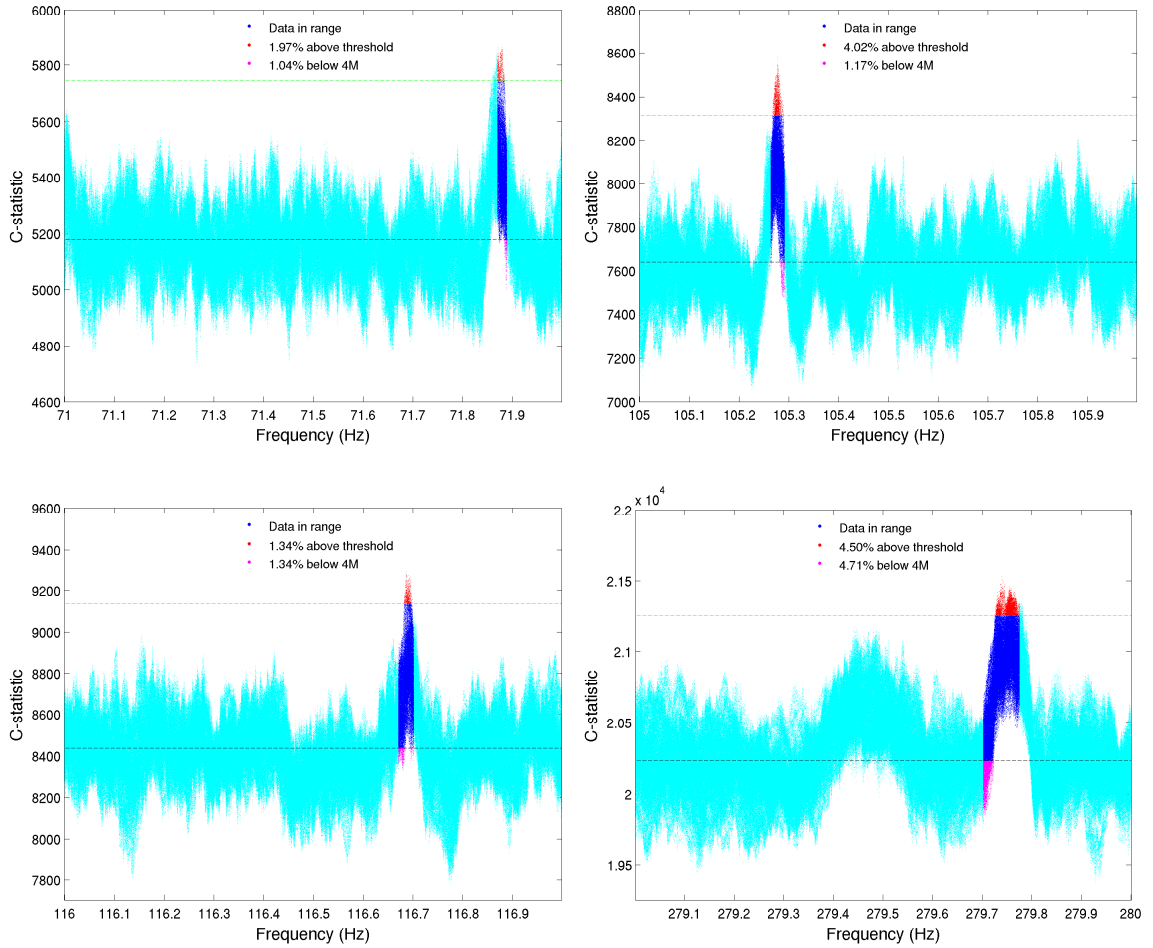 6000
5800
5600
5400
5200
5000
4800
4600
C-statistic
Data in range
1.97% above threshold
1.04% below 4M
71 71.1 71.2 71.3 71.4 71.5 71.6 71.7 71.8 71.9
Frequency (Hz)
8800
8600
8400
8200
8000
7800
7600
7400
7200
7000
C-statistic
Data in range
4.02% above threshold
1.17% below 4M
105 105.1 105.2 105.3 105.4 105.5 105.6 105.7 105.8 105.9
Frequency (Hz)
9600
9400
9200
9000
8800
8600
8400
8200
8000
7800
C-statistic
Data in range
1.34% above threshold
1.34% below 4M
116 116.1 116.2 116.3 116.4 116.5 116.6 116.7 116.8 116.9
Frequency (Hz)
x 10^4
2.2
2.15
2.1
2.05
2
1.95
C-statistic
Data in range
4.50% above threshold
4.71% below 4M
279.1 279.2 279.3 279.4 279.5 279.6 279.7 279.8 279.9 280
Frequency (Hz)